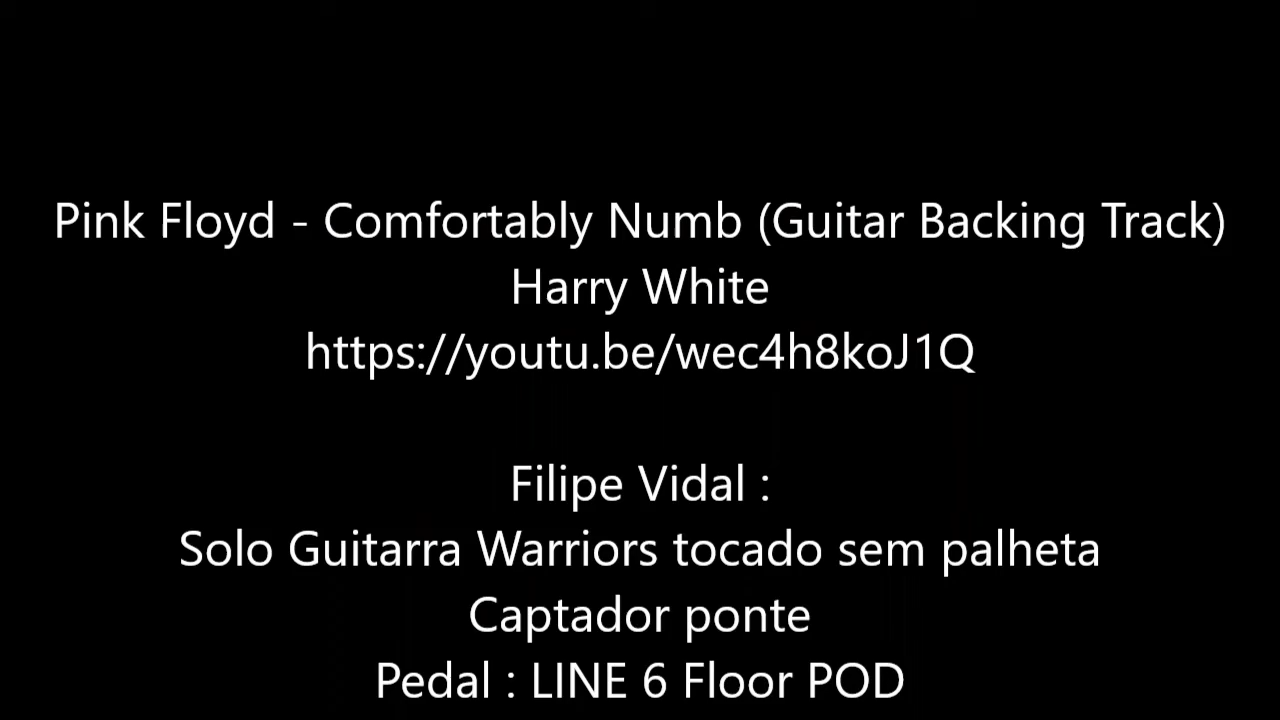 Pink Floyd - Comfortably Numb (Guitar Backing Track)
Harry White
https://youtu.be/wec4h8koJ1Q
Filipe Vidal :
Solo Guitarra Warriors tocado sem palheta
Captador ponte
Pedal : LINE 6 Floor POD